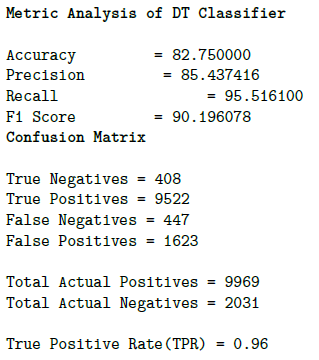 Metric Analysis of DT Classifier
Accuracy = 82.750000
Precision = 85.437416
Recall = 95.516100
F1 Score = 90.196078
Confusion Matrix
True Negatives = 408
True Positives = 9522
False Negatives = 447
False Positives = 1623
Total Actual Positives = 9969
Total Actual Negatives = 2031
True Positive Rate(TPR) = 0.96